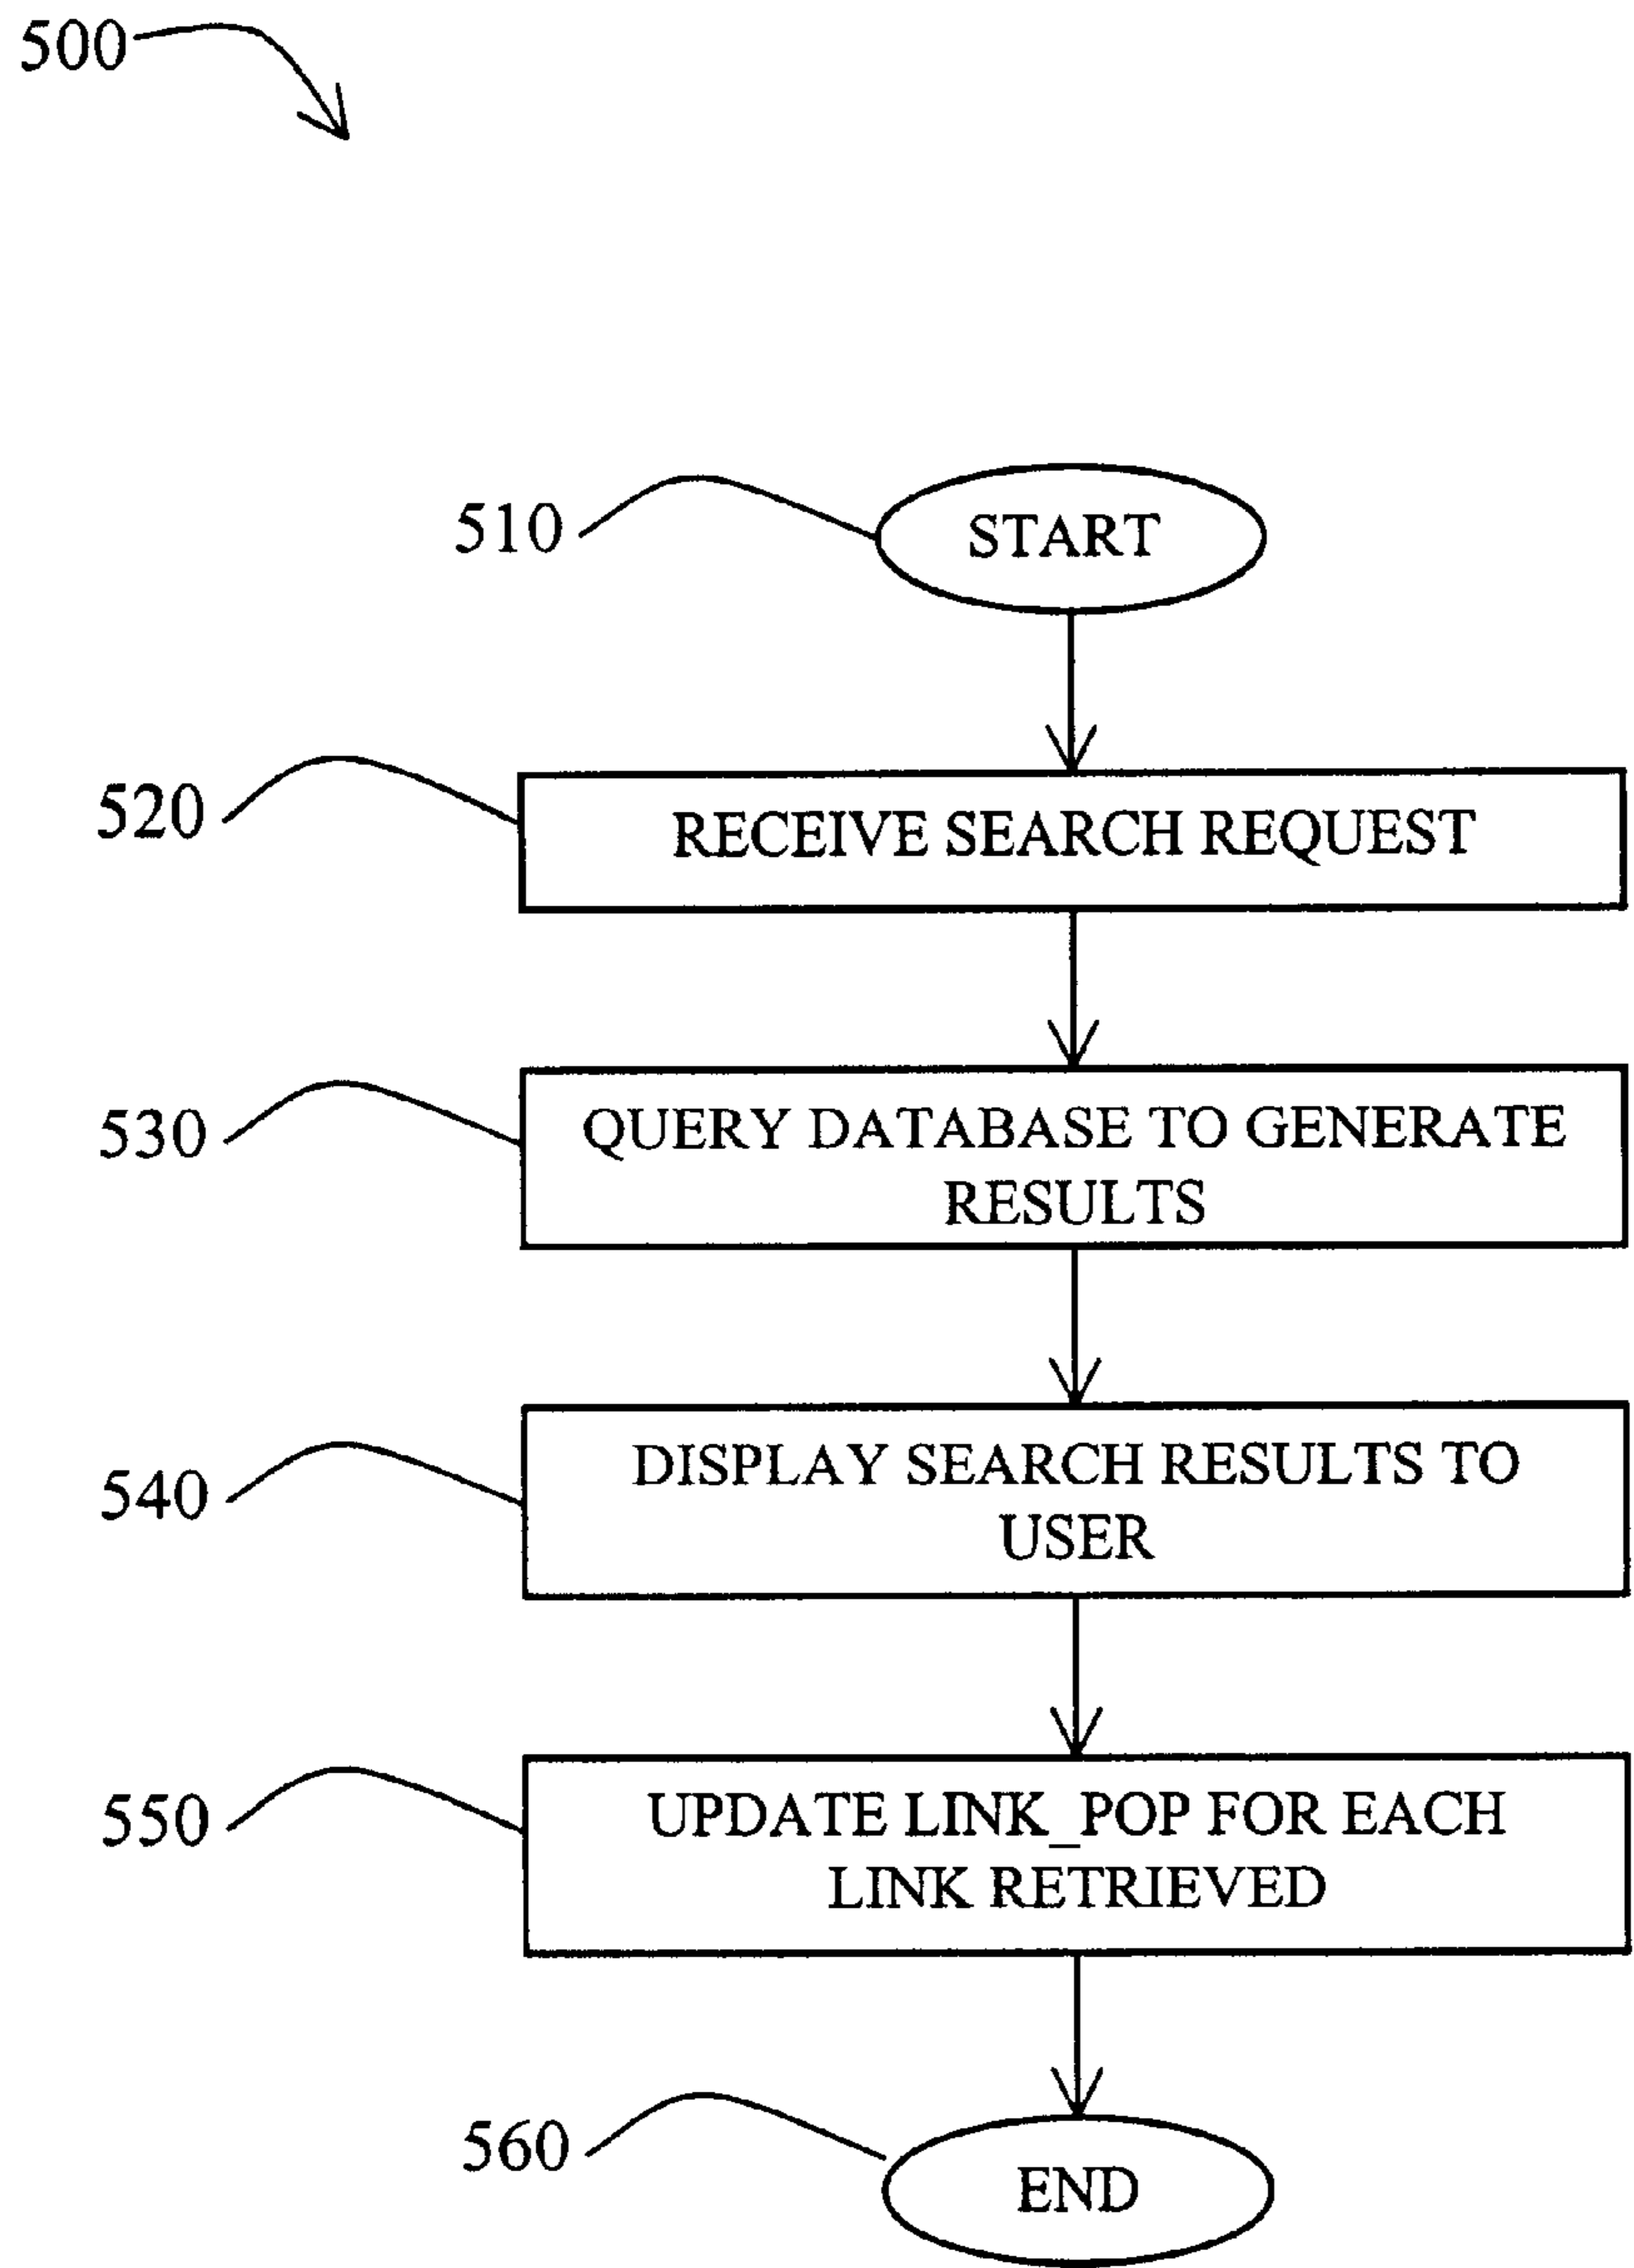 500
510
START
520
RECEIVE SEARCH REQUEST
530
QUERY DATABASE TO GENERATE
RESULTS
540
DISPLAY SEARCH RESULTS TO
USER
550
UPDATE LINK_POP FOR EACH
LINK RETRIEVED
560
END